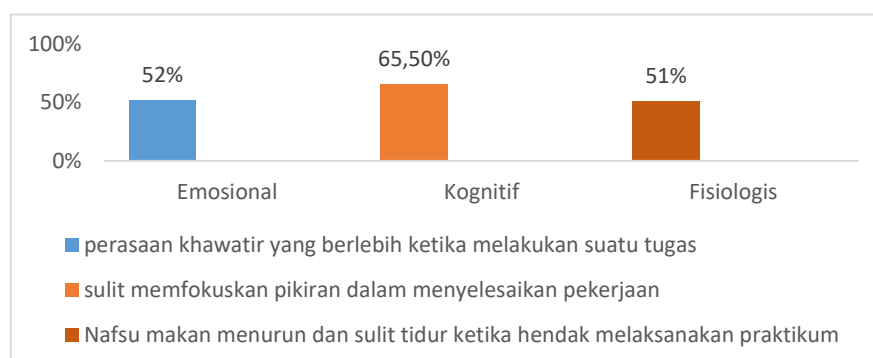 100%
52%
65,50%
51%
50%
0%
Emosional Kognitif Fisiologis
perasaan khawatir yang berlebih ketika melakukan suatu tugas
sulit memfokuskan pikiran dalam menyelesaikan pekerjaan
Nafsu makan menurun dan sulit tidur ketika hendak melaksanakan praktikum